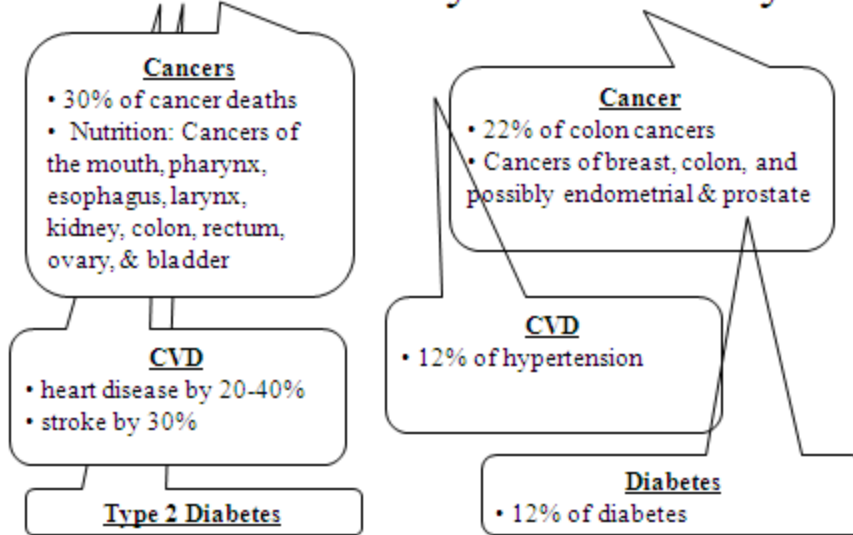 Cancers
• 30% of cancer deaths
• Nutrition: Cancers of
the mouth, pharynx,
esophagus, larynx,
kidney, colon, rectum,
ovary, & bladder
CVD
• heart disease by 20-40%
• stroke by 30%
Type 2 Diabetes
Cancer
• 22% of colon cancers
• Cancers of breast, colon, and
possibly endometrial & prostate
CVD
• 12% of hypertension
Diabetes
• 12% of diabetes